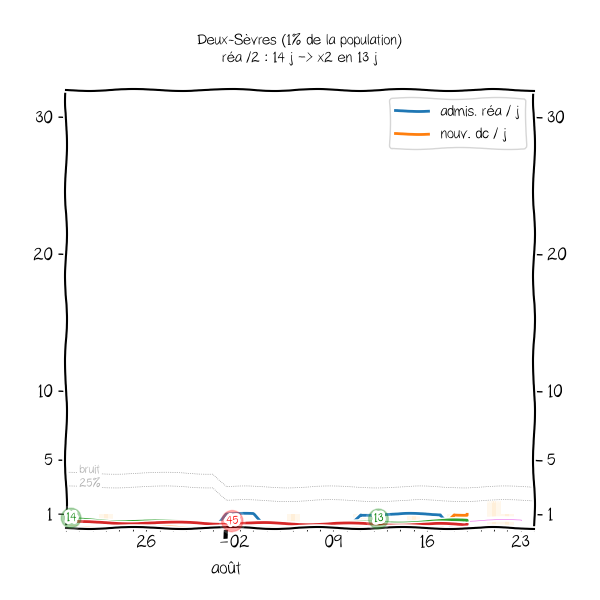 Deux-Sèvres (1% de la population)
réa /2 : 14 j -> x2 en 13 j
admis. réa / j
nouv. dc / j
30 30
20 20
10 10
5 5
bruit
25%
1 14 45 13 1
26 02 09 16 23
août